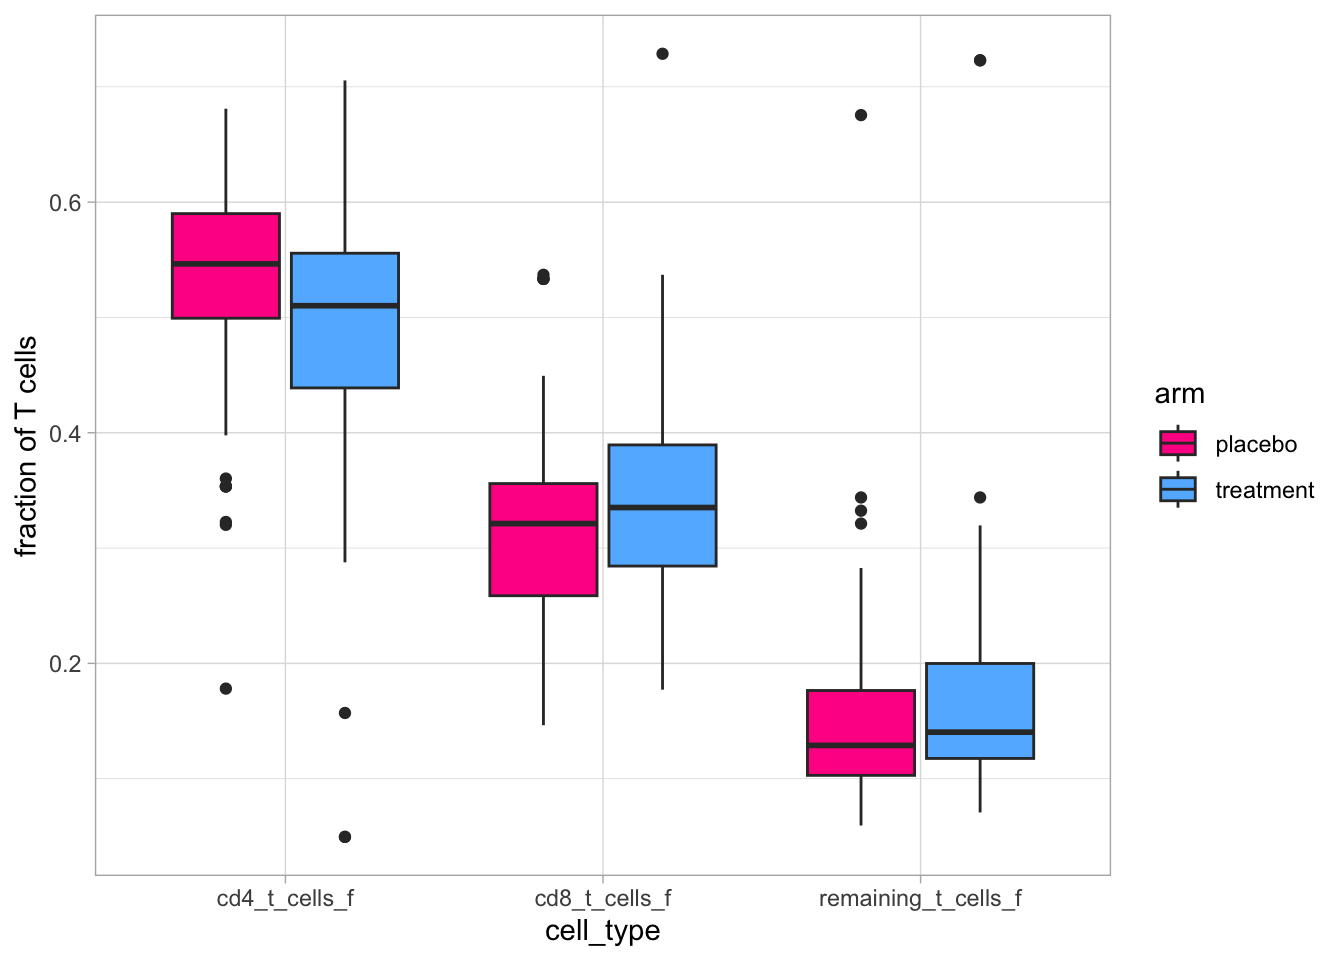 fraction of T cells
0.6
0.4
0.2
cd4_t_cells_f
cd8_t_cells_f
remaining_t_cells_f
cell_type
arm
placebo
treatment